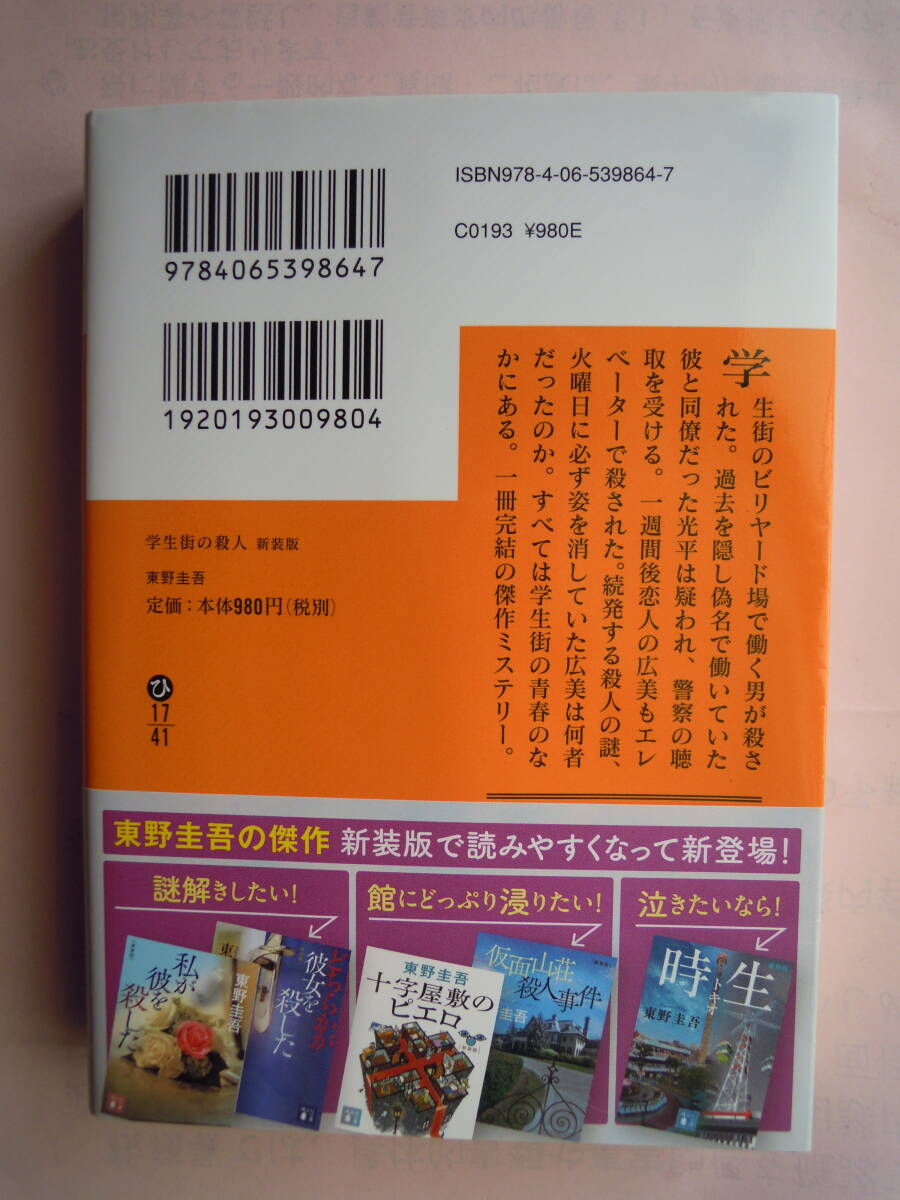 ISBN978-4-06-539864-7
C0193 ¥980E
9784065398647
1920193009804
学生街のビリヤード場で働く男が殺さ
れた。過去を隠し偽名で働いていた
彼と同僚だった光平は疑われ、警察の聴
取を受ける。一週間後恋人の広美もエレ
ベーターで殺された。続発する殺人の謎、
火曜日に必ず姿を消していた広美は何者
だったのか。すべては学生街の青春のな
かにある。一冊完結の傑作ミステリー。
学生街の殺人 新装版
東野圭吾
定価：本体980円（税別）
ひ
17
41
東野圭吾の傑作 新装版で読みやすくなって新登場！
謎解きしたい！
私が
彼を
殺した
東野圭吾
どちらかが
彼女を
殺した
館にどっぷり浸りたい！
東野圭吾
十字屋敷の
ピエロ
仮面山荘
殺人事件
圭吾
泣きたいなら！
時生
トキオ
東野圭吾